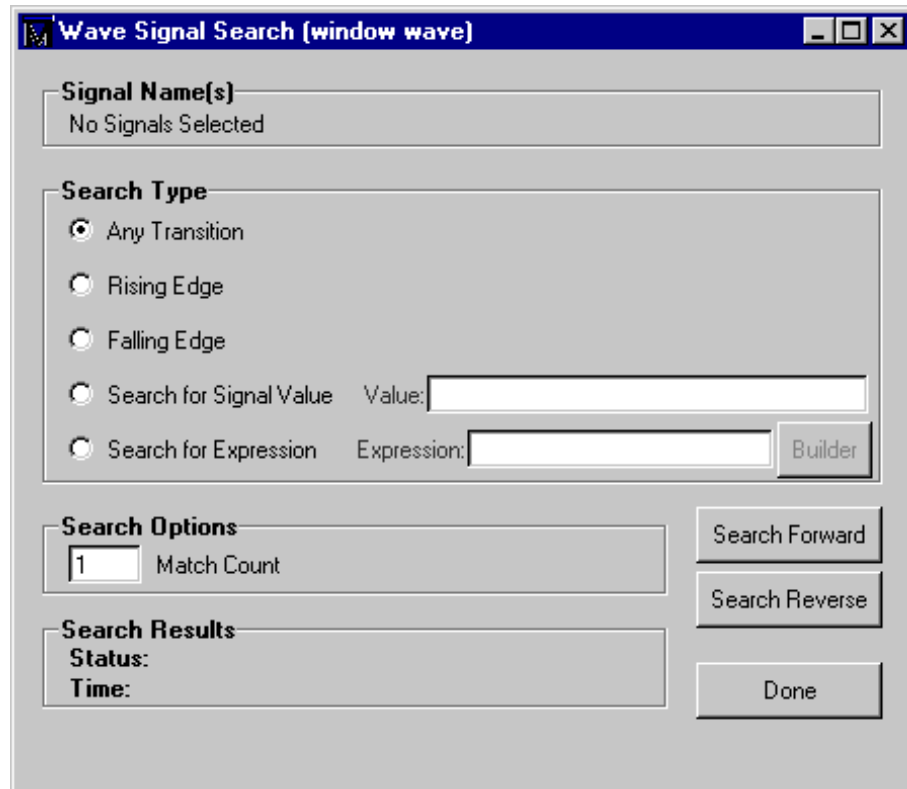 Wave Signal Search (window wave)
Signal Name(s)
No Signals Selected
Search Type
Any Transition
Rising Edge
Falling Edge
Search for Signal Value Value:
Search for Expression Expression: Builder
Search Options
1 Match Count
Search Forward
Search Reverse
Search Results
Status:
Time:
Done